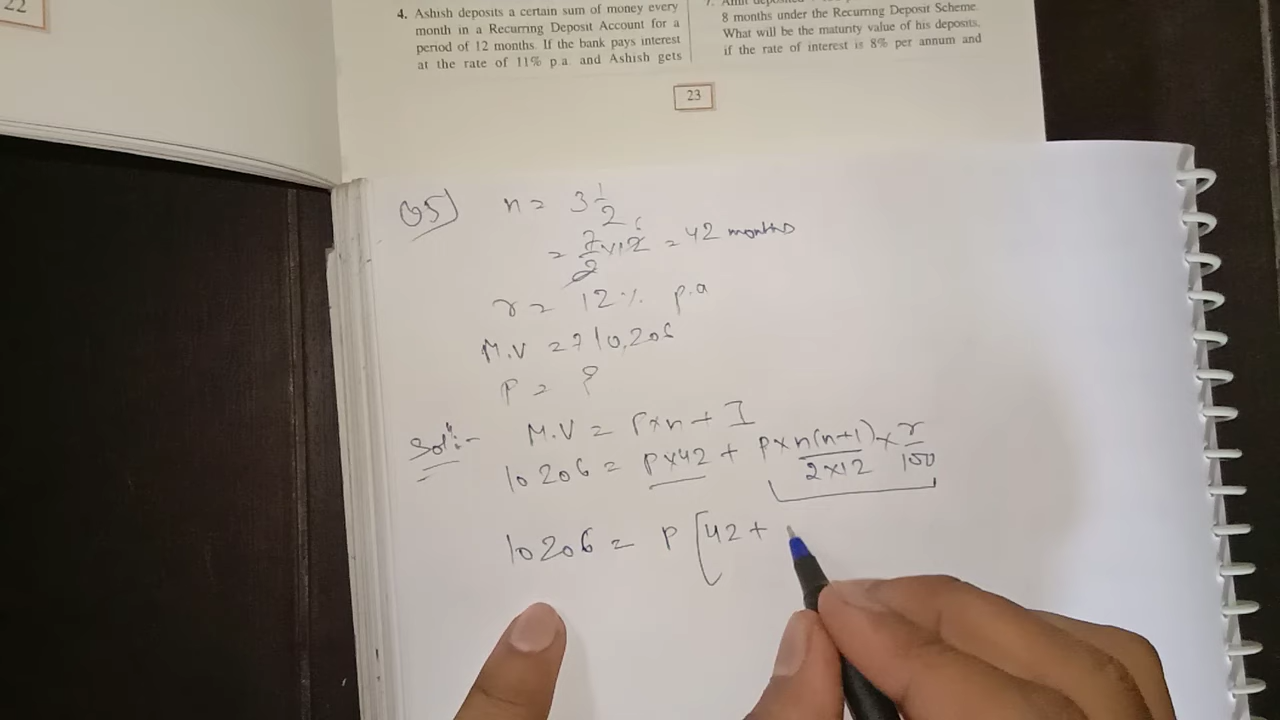 22
4. Ashish deposits a certain sum of money every
month in a Recurring Deposit Account for a
period of 12 months. If the bank pays interest
at the rate of 11% p.a. and Ashish gets
8 months under the Recurring Deposit Scheme.
What will be the maturity value of his deposits,
if the rate of interest is 8% per annum and
23
Q5) n = 3 1/2
= 7/2 × 12 6 = 42 months
r = 12% p.a
M.V = ₹ 10,206
P = ?
Sol":- M.V = P×n + I
10206 = P×42 + P× n(n+1)/2×12 × r/100
10206 = P [42 +